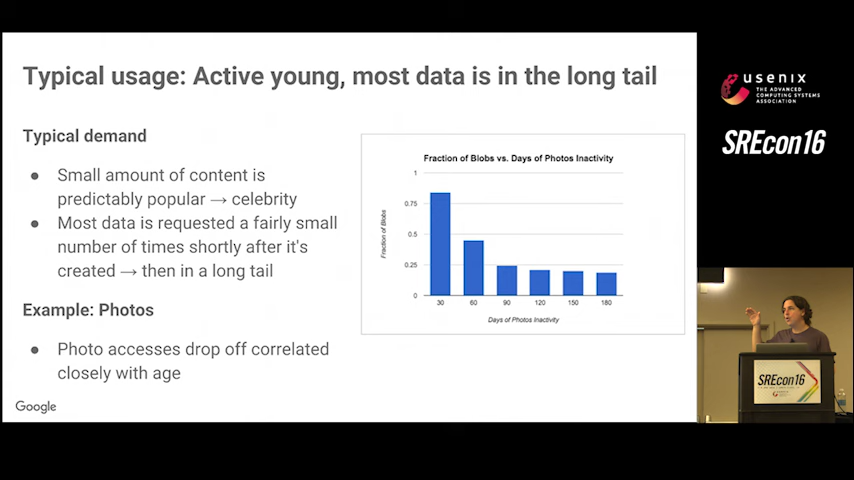 Typical usage: Active young, most data is in the long tail
Typical demand
● Small amount of content is
predictably popular → celebrity
● Most data is requested a fairly small
number of times shortly after it's
created → then in a long tail
Example: Photos
● Photo accesses drop off correlated
closely with age
Google
Fraction of Blobs vs. Days of Photos Inactivity
Fraction of Blobs
1
0.75
0.5
0.25
0
30 60 90 120 150 180
Days of Photos Inactivity
usenix
THE ADVANCED
COMPUTING SYSTEMS
ASSOCIATION
SREcon16
SREcon16